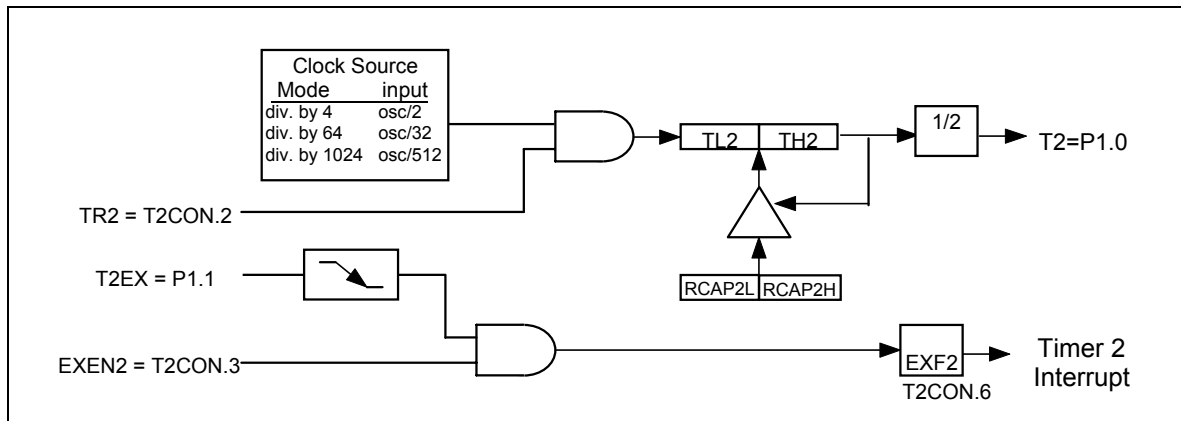 Clock Source
Mode input
div. by 4 osc/2
div. by 64 osc/32
div. by 1024 osc/512
TL2 TH2
1/2
T2=P1.0
TR2 = T2CON.2
T2EX = P1.1
RCAP2L RCAP2H
EXEN2 = T2CON.3
EXF2
T2CON.6
Timer 2
Interrupt